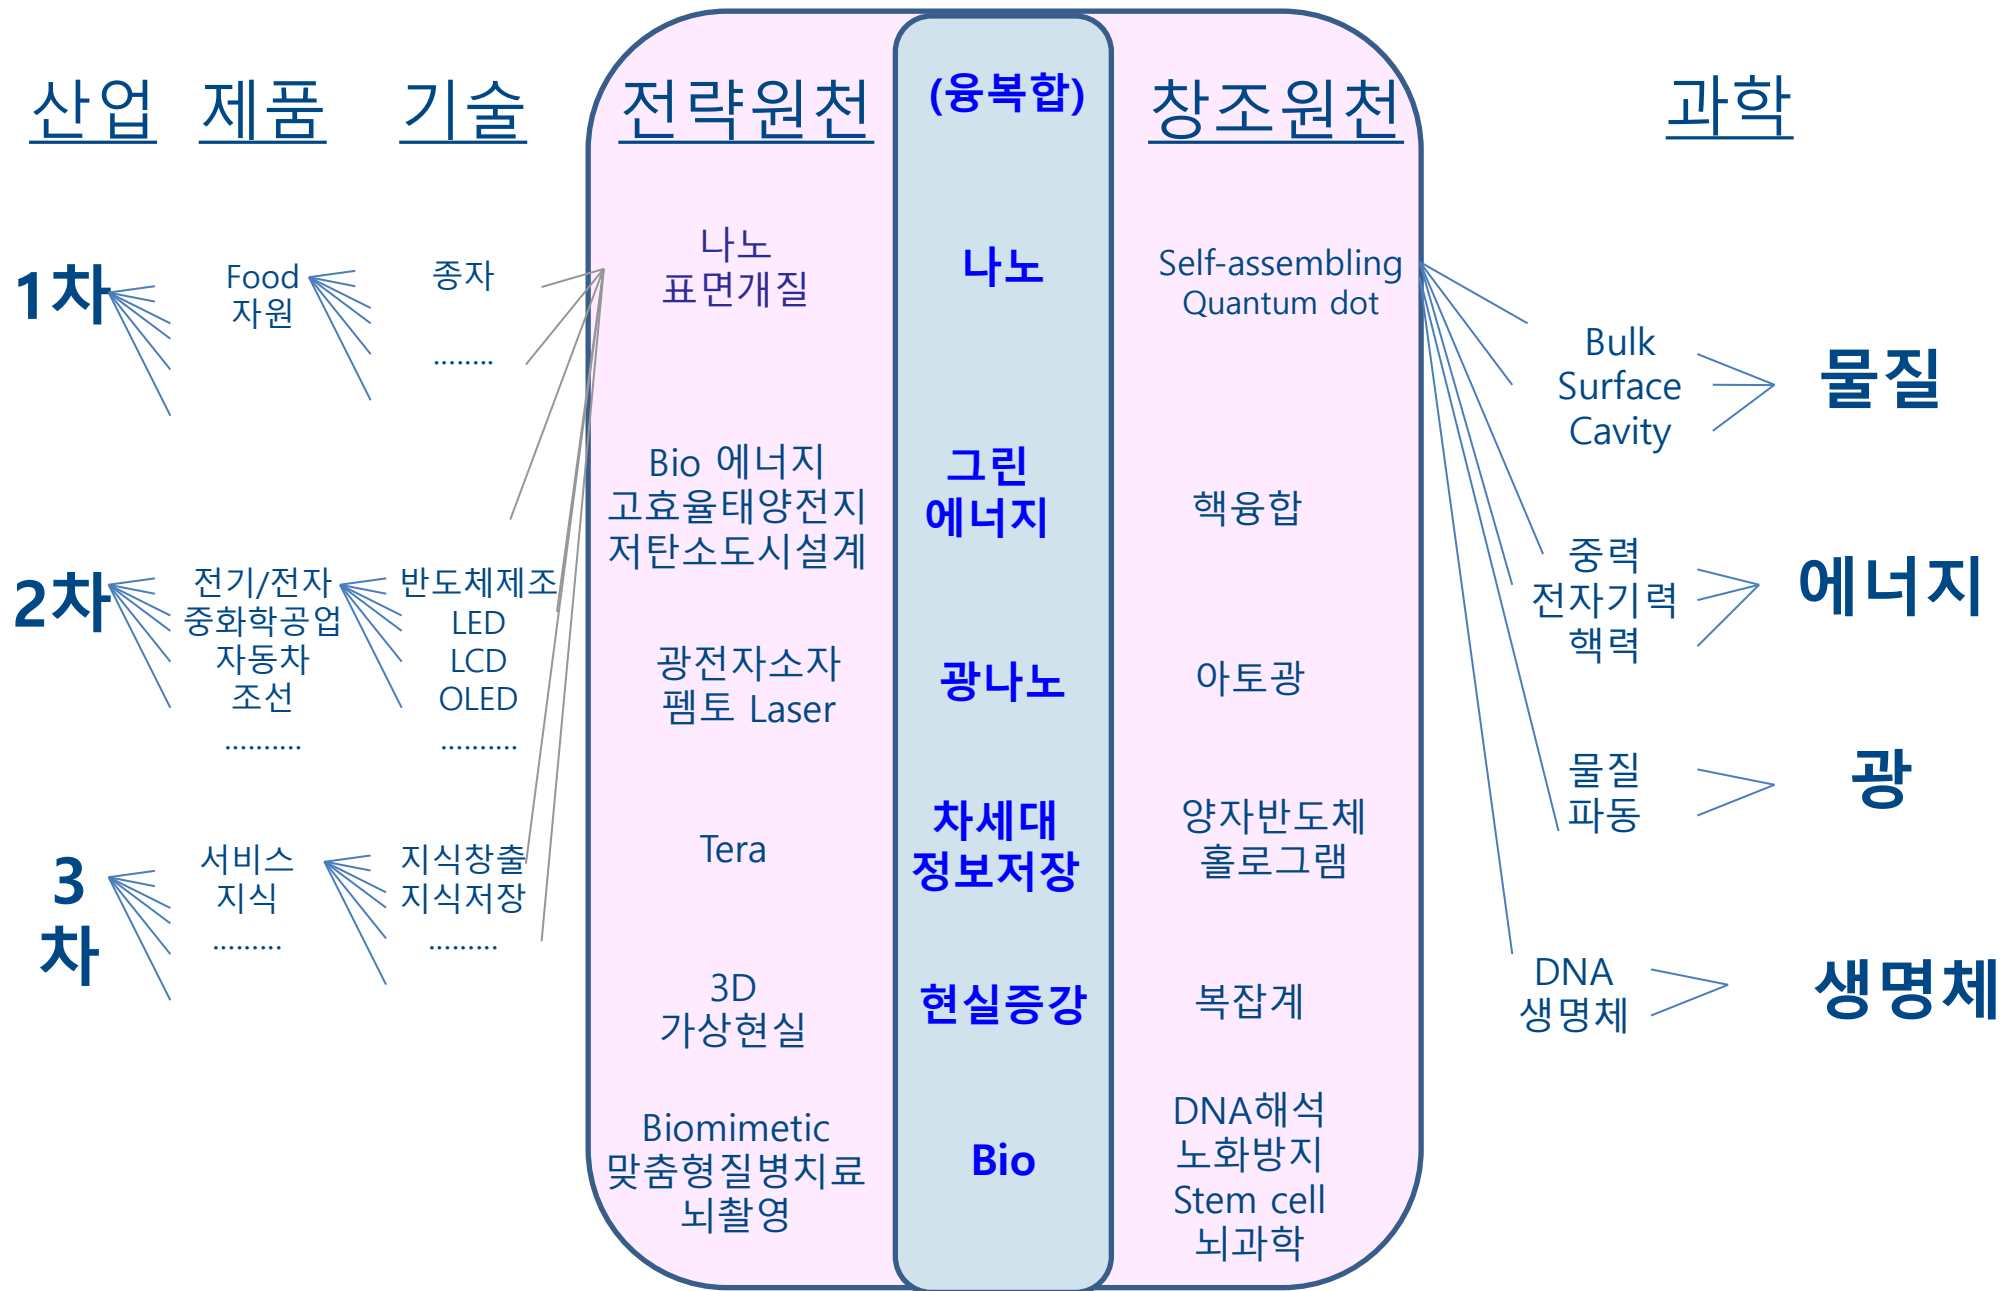 산업
제품
기술
전략원천
(융복합)
창조원천
과학
1차
Food
자원
종자
........
나노
표면개질
나노
Self-assembling
Quantum dot
Bulk
Surface
Cavity
물질
2차
전기/전자
중화학공업
자동차
조선
..........
반도체제조
LED
LCD
OLED
..........
Bio 에너지
고효율태양전지
저탄소도시설계
그린
에너지
핵융합
중력
전자기력
핵력
에너지
광전자소자
펨토 Laser
광나노
아토광
물질
파동
광
3
차
서비스
지식
.........
지식창출
지식저장
.........
Tera
차세대
정보저장
양자반도체
홀로그램
3D
가상현실
현실증강
복잡계
DNA
생명체
생명체
Biomimetic
맞춤형질병치료
뇌촬영
Bio
DNA해석
노화방지
Stem cell
뇌과학